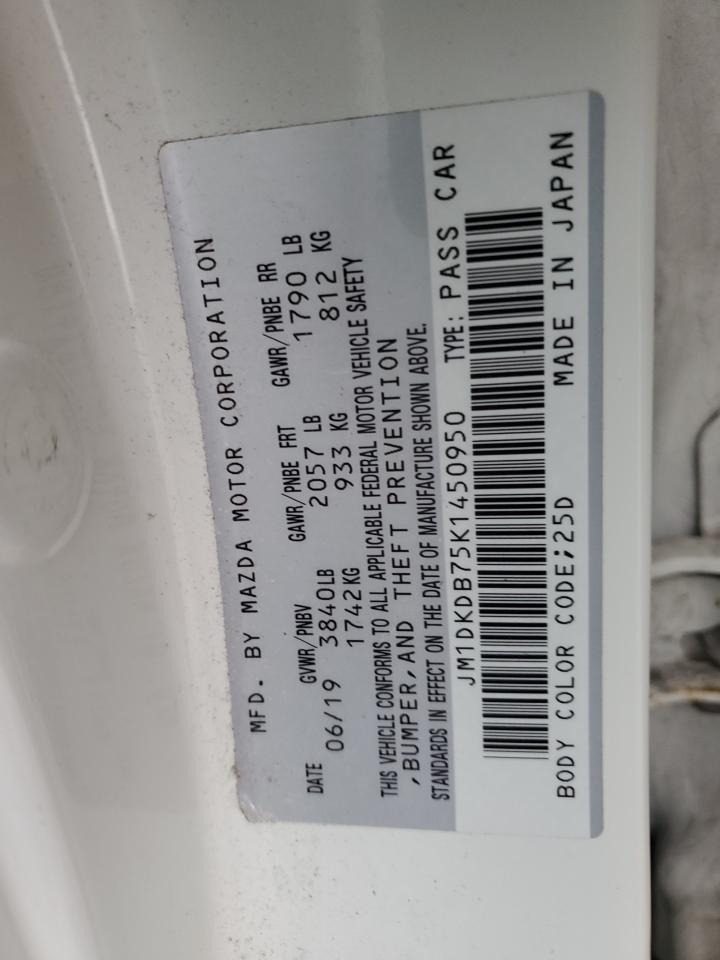 MFD. BY MAZDA MOTOR CORPORATION
DATE GVWR/PNBV GAWR/PNBE FRT GAWR/PNBE RR
06/19 3840LB 2057 LB 1790 LB
1742KG 933 KG 812 KG
THIS VEHICLE CONFORMS TO ALL APPLICABLE FEDERAL MOTOR VEHICLE SAFETY
,BUMPER,AND THEFT PREVENTION
STANDARDS IN EFFECT ON THE DATE OF MANUFACTURE SHOWN ABOVE.
JM1DKDB75K1450950 TYPE: PASS CAR
BODY COLOR CODE;25D MADE IN JAPAN